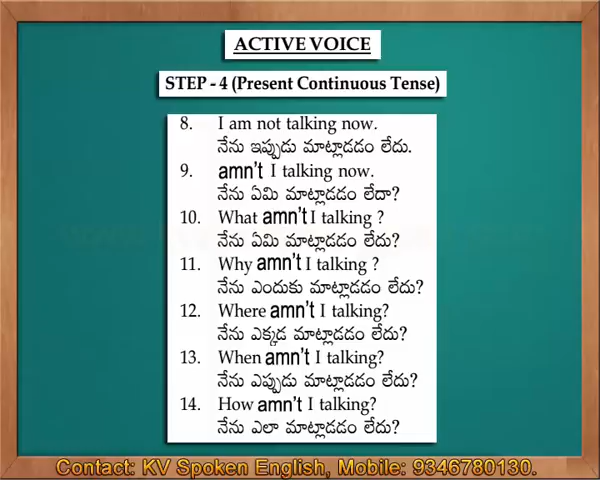 ACTIVE VOICE
STEP - 4 (Present Continuous Tense)
8. I am not talking now.
నేను ఇప్పుడు మాట్లాడడం లేదు.
9. amn't I talking now.
నేను ఏమి మాట్లాడడం లేదా?
10. What amn't I talking ?
నేను ఏమి మాట్లాడడం లేదు?
11. Why amn't I talking ?
నేను ఎందుకు మాట్లాడడం లేదు?
12. Where amn't I talking?
నేను ఎక్కడ మాట్లాడడం లేదు?
13. When amn't I talking?
నేను ఎప్పుడు మాట్లాడడం లేదు?
14. How amn't I talking?
నేను ఎలా మాట్లాడడం లేదు?
Contact: KV Spoken English, Mobile: 9346780130.